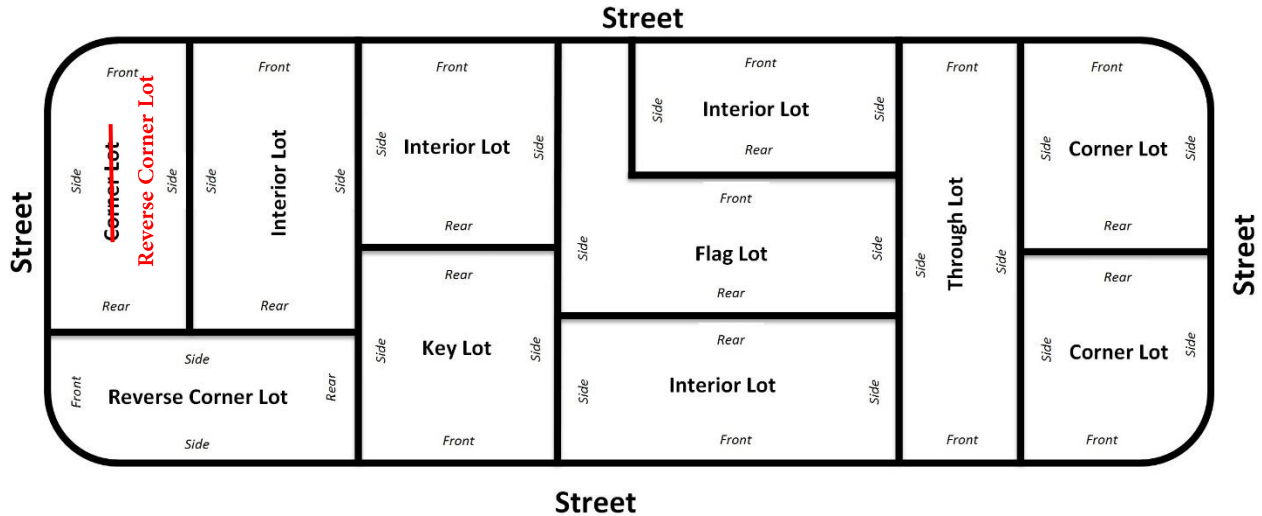 Street
Front
Side
Corner Lot
Reverse Corner Lot
Side
Rear
Front
Side
Interior Lot
Side
Rear
Front
Side
Interior Lot
Side
Rear
Front
Side
Interior Lot
Side
Rear
Front
Side
Flag Lot
Side
Rear
Front
Side
Through Lot
Side
Front
Front
Side
Corner Lot
Side
Street
Street
Side
Front
Reverse Corner Lot
Rear
Side
Rear
Side
Key Lot
Side
Front
Rear
Side
Interior Lot
Side
Front
Rear
Side
Corner Lot
Side
Front
Street